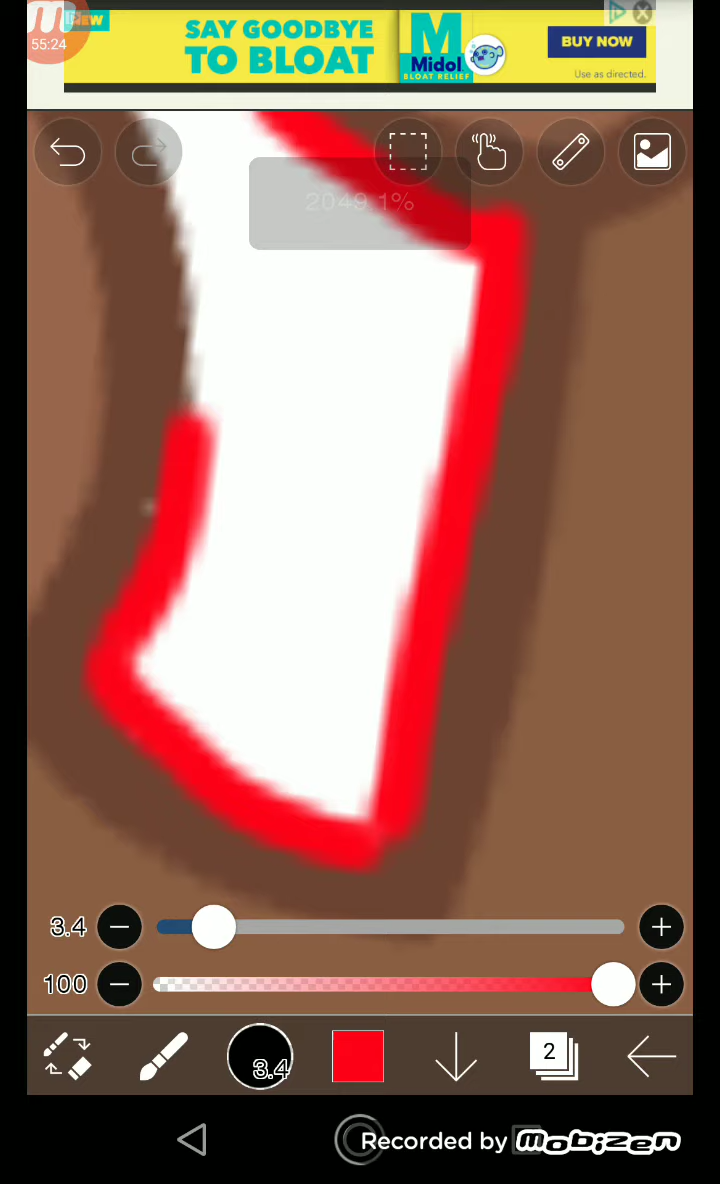 NEW
55:24
SAY GOODBYE
TO BLOAT
M
Midol
BLOAT RELIEF
BUY NOW
Use as directed.
2049.1%
3.4
100
3.4
2
Recorded by mobizen